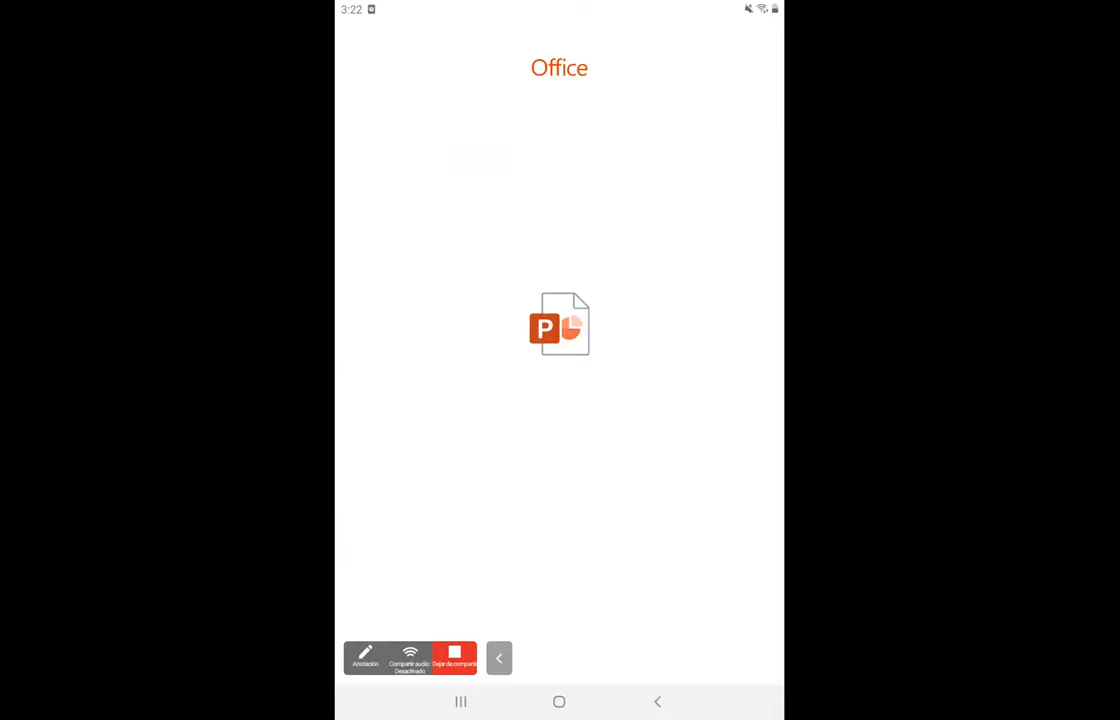 3:22
Office
P
Anotación
Compartir audio:
Desactivado
Dejar de compartir